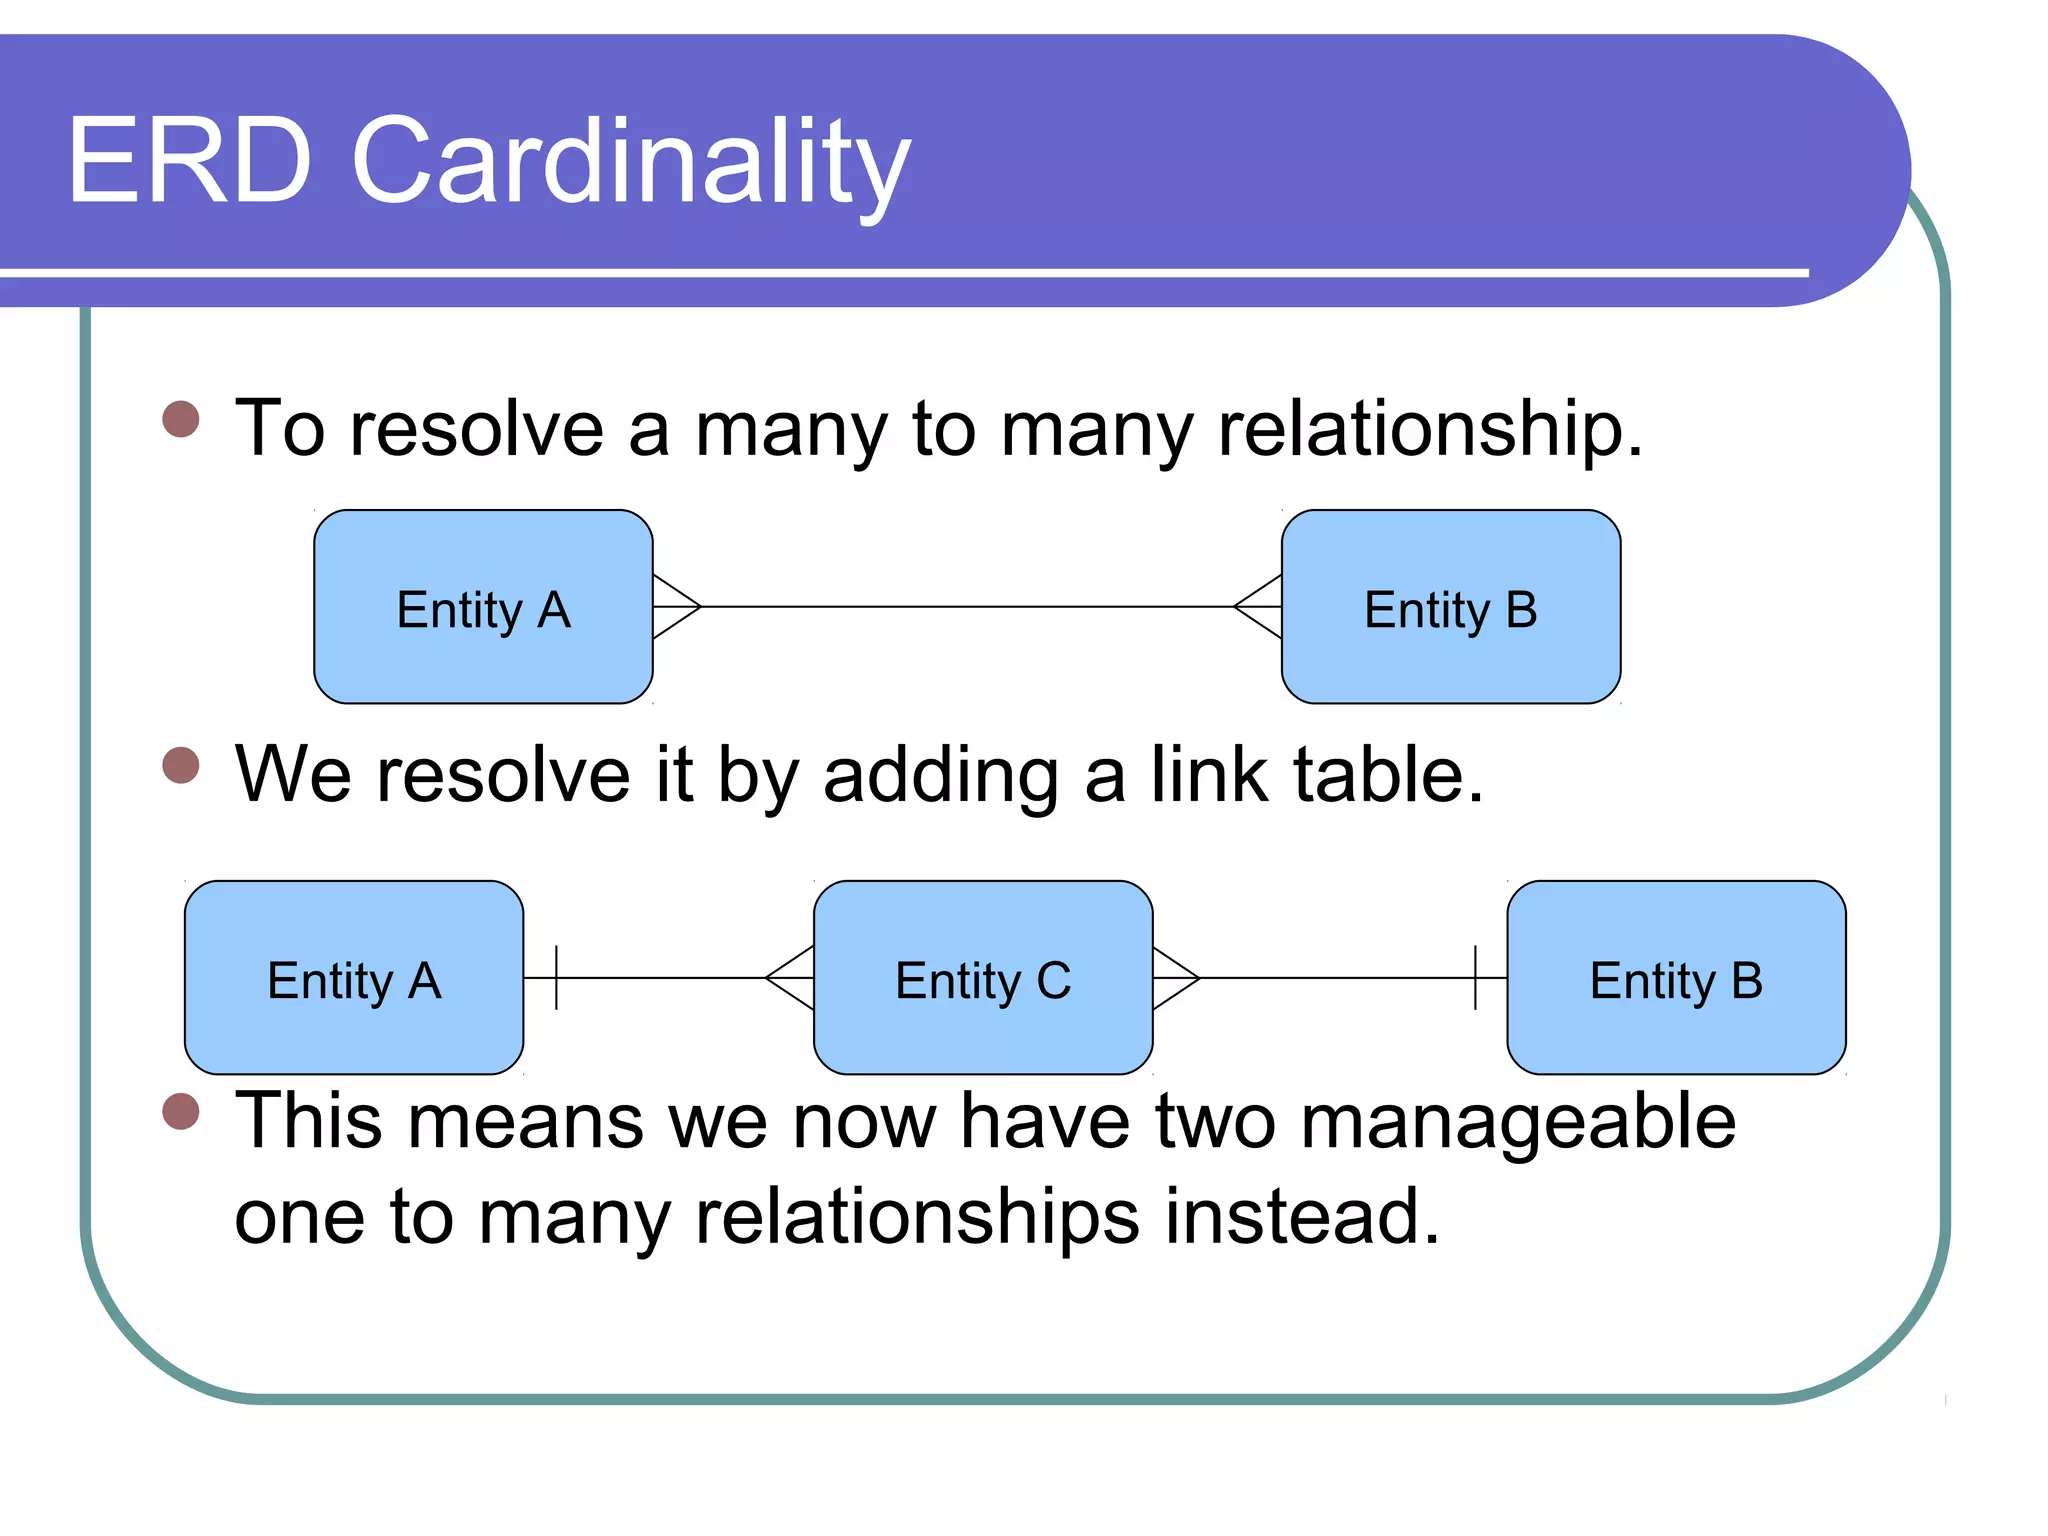 ERD Cardinality
To resolve a many to many relationship.
Entity A
Entity B
We resolve it by adding a link table.
Entity A
Entity C
Entity B
This means we now have two manageable
one to many relationships instead.